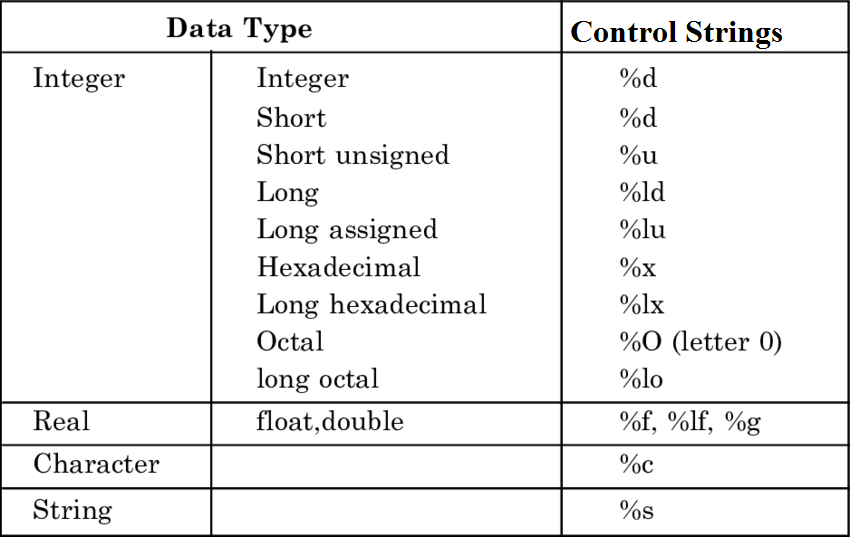 Data Type Control Strings
Integer Integer %d
Short %d
Short unsigned %u
Long %ld
Long assigned %lu
Hexadecimal %x
Long hexadecimal %lx
Octal %O (letter 0)
long octal %lo
Real float,double %f, %lf, %g
Character %c
String %s